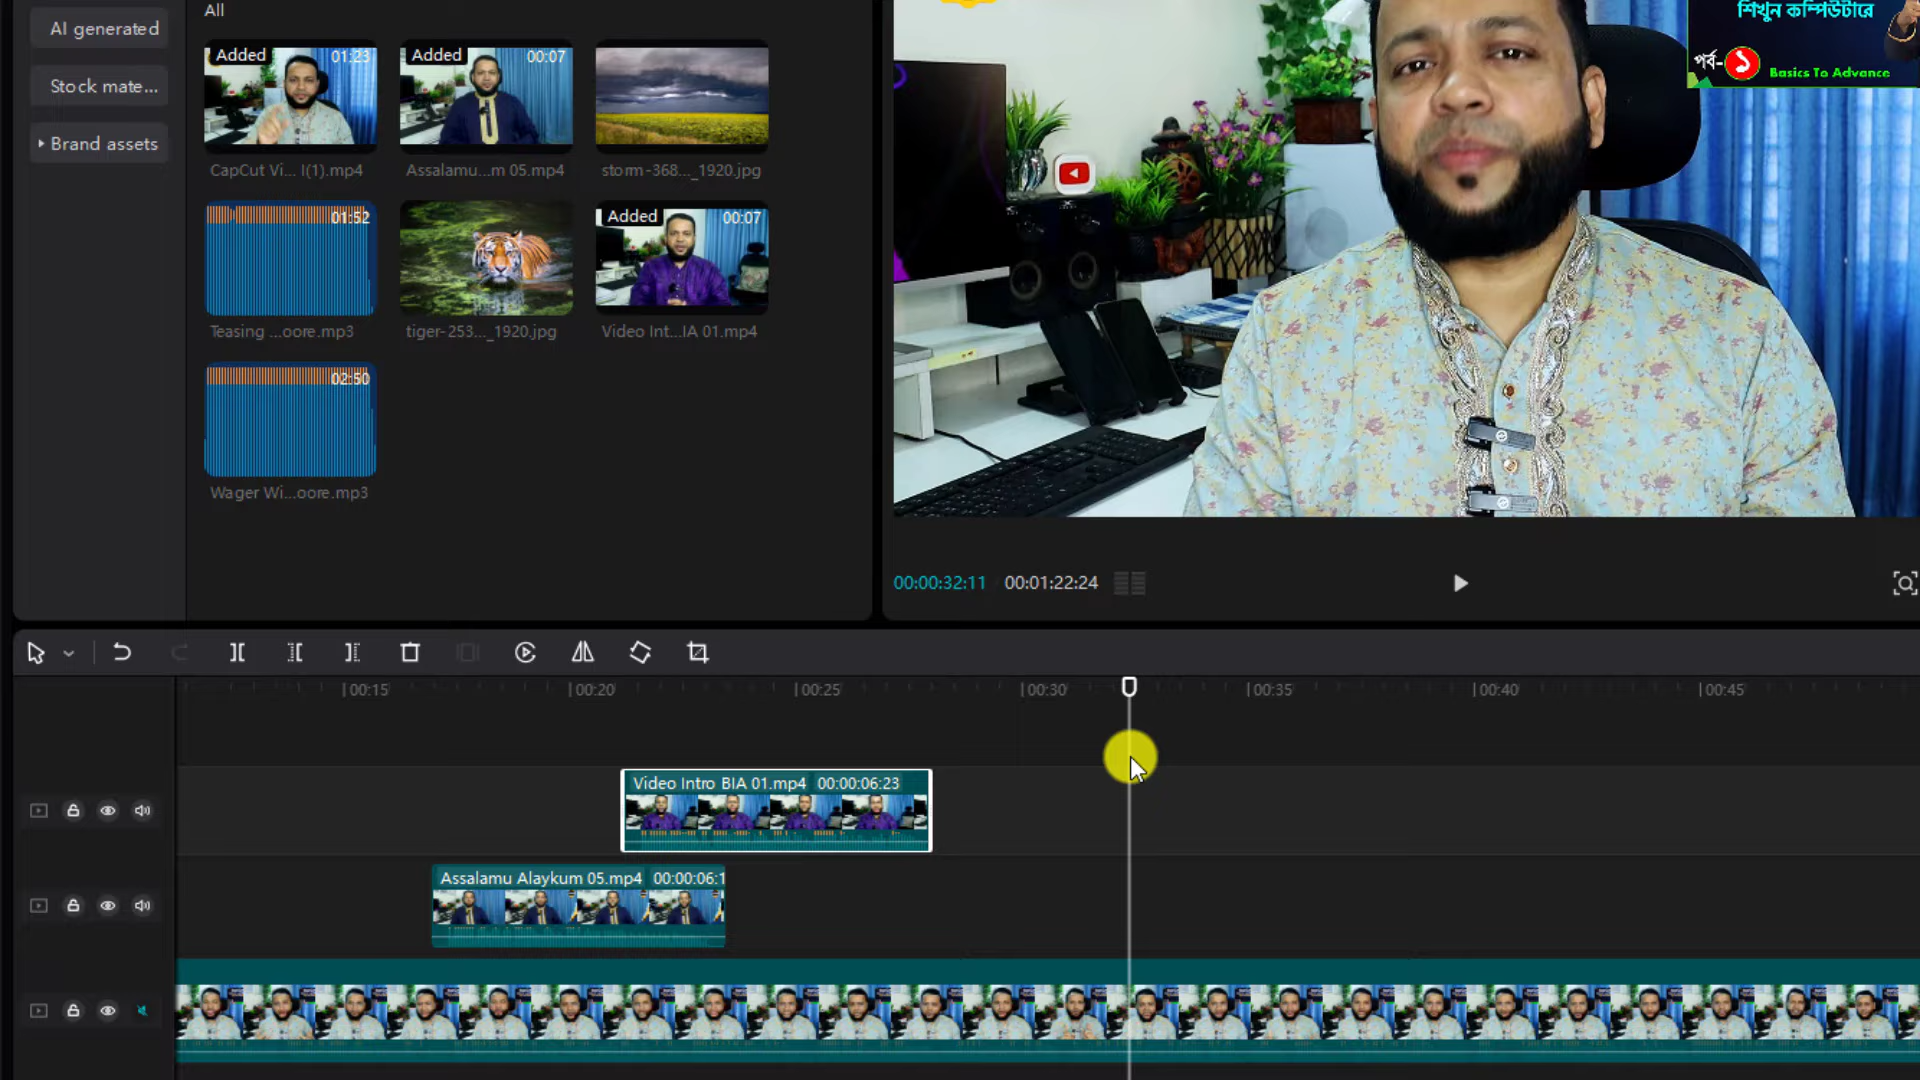 All
AI generated
Stock mate...
Brand assets
Added 01:23
Added 00:07
CapCut Vi... I(1).mp4
Assalamu...m 05.mp4
storm-368..._1920.jpg
01:52
Added 00:07
Teasing ...oore.mp3
tiger-253..._1920.jpg
Video Int...IA 01.mp4
02:50
Wager Wi...oore.mp3
শিখুন কম্পিউটারে
পর্ব-১
Basics To Advance
00:00:32:11 00:01:22:24
00:15 00:20 00:25 00:30 00:35 00:40 00:45
Video Intro BIA 01.mp4 00:00:06:23
Assalamu Alaykum 05.mp4 00:00:06:1